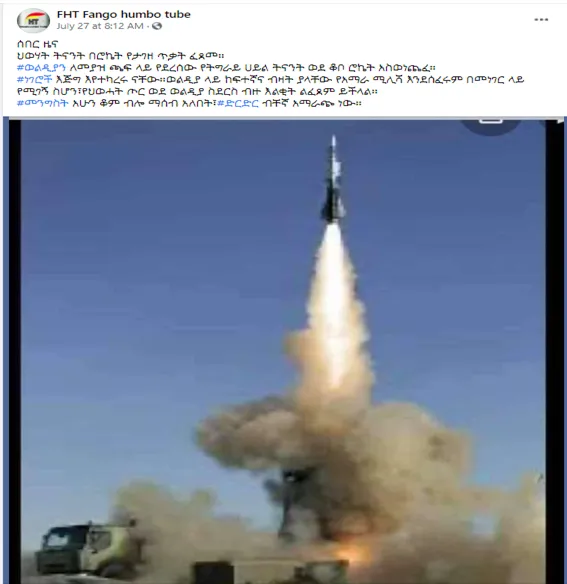 FHT Fango humbo tube
July 27 at 8:12 AM ·
ሰበር ዜና
ህወሃት ትናንት በሮኬት የታገዘ ጥቃት ፈጸመ።
#ወልዲያን ለመያዝ ጫፍ ላይ የደረሰው የትግራይ ሀይል ትናንት ወደ ቆቦ ሮኬት አስወነጨፈ።
#ነገሮች እጅግ እየተካረሩ ናቸው።ወልዲያ ላይ ከፍተኛና ብዛት ያላቸው የአማራ ሚሊሻ እንደሰፈሩም በመነገር ላይ
የሚገኝ ስሆን፣የህወሓት ጦር ወደ ወልዲያ ስደርስ ብዙ እልቂት ልፈጸም ይችላል።
#መንግስት አሁን ቆም ብሎ ማሰብ አለበት፣#ድርድር ብቸኛ አማራጭ ነው።